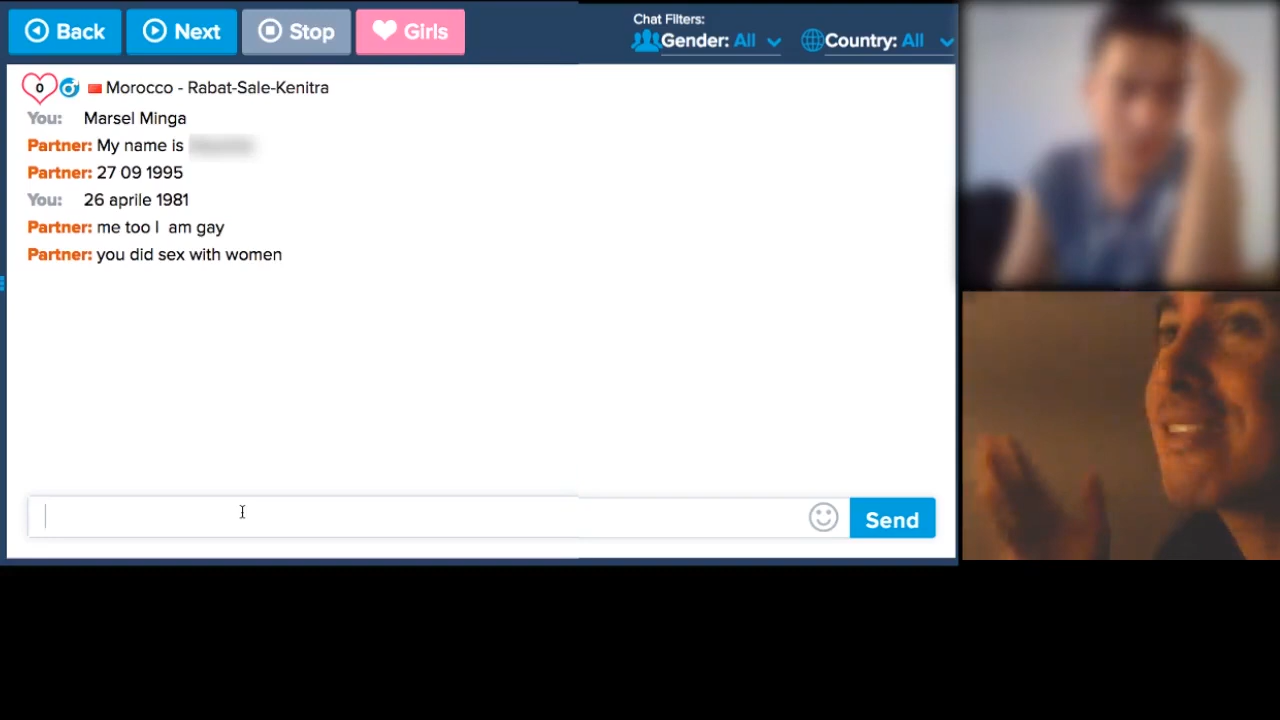 Back Next Stop Girls
Chat Filters:
Gender: All Country: All
0 Morocco - Rabat-Sale-Kenitra
You: Marsel Minga
Partner: My name is
Partner: 27 09 1995
You: 26 aprile 1981
Partner: me too I am gay
Partner: you did sex with women
Send